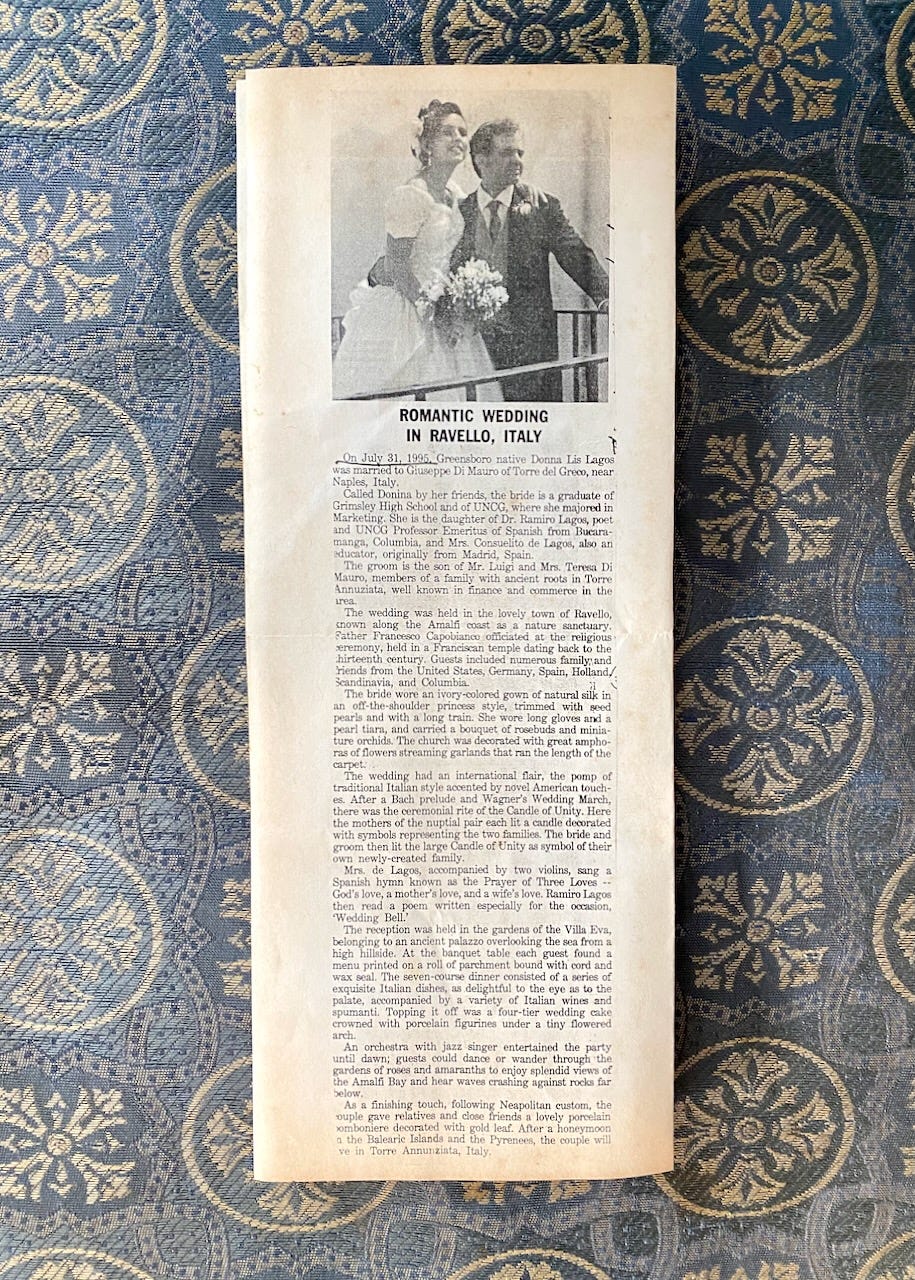 ROMANTIC WEDDING
IN RAVELLO, ITALY
On July 31, 1995, Greensboro native Donna Lis Lagos
was married to Giuseppe Di Mauro of Torre del Greco, near
Naples, Italy.
Called Donina by her friends, the bride is a graduate of
Grimsley High School and of UNCG, where she majored in
Marketing. She is the daughter of Dr. Ramiro Lagos, poet
and UNCG Professor Emeritus of Spanish from Bucara-
manga, Columbia, and Mrs. Consuelito de Lagos, also an
educator, originally from Madrid, Spain.
The groom is the son of Mr. Luigi and Mrs. Teresa Di
Mauro, members of a family with ancient roots in Torre
Annuziata, well known in finance and commerce in the
area.
The wedding was held in the lovely town of Ravello,
known along the Amalfi coast as a nature sanctuary.
Father Francesco Capobianco officiated at the religious
ceremony, held in a Franciscan temple dating back to the
thirteenth century. Guests included numerous family and
friends from the United States, Germany, Spain, Holland,
Scandinavia, and Columbia.
The bride wore an ivory-colored gown of natural silk in
an off-the-shoulder princess style, trimmed with seed
pearls and with a long train. She wore long gloves and a
pearl tiara, and carried a bouquet of rosebuds and minia-
ture orchids. The church was decorated with great ampho-
ras of flowers streaming garlands that ran the length of the
carpet.
The wedding had an international flair, the pomp of
traditional Italian style accented by novel American touch-
es. After a Bach prelude and Wagner's Wedding March,
there was the ceremonial rite of the Candle of Unity. Here
the mothers of the nuptial pair each lit a candle decorated
with symbols representing the two families. The bride and
groom then lit the large Candle of Unity as symbol of their
own newly-created family.
Mrs. de Lagos, accompanied by two violins, sang a
Spanish hymn known as the Prayer of Three Loves --
God's love, a mother's love, and a wife's love. Ramiro Lagos
then read a poem written especially for the occasion,
'Wedding Bell.'
The reception was held in the gardens of the Villa Eva,
belonging to an ancient palazzo overlooking the sea from a
high hillside. At the banquet table each guest found a
menu printed on a roll of parchment bound with cord and
wax seal. The seven-course dinner consisted of a series of
exquisite Italian dishes, as delightful to the eye as to the
palate, accompanied by a variety of Italian wines and
spumanti. Topping it off was a four-tier wedding cake
crowned with porcelain figurines under a tiny flowered
arch.
An orchestra with jazz singer entertained the party
until dawn; guests could dance or wander through the
gardens of roses and amaranths to enjoy splendid views of
the Amalfi Bay and hear waves crashing against rocks far
below.
As a finishing touch, following Neapolitan custom, the
couple gave relatives and close friends a lovely porcelain
bomboniere decorated with gold leaf. After a honeymoon
n the Balearic Islands and the Pyrenees, the couple will
ve in Torre Annunziata, Italy.